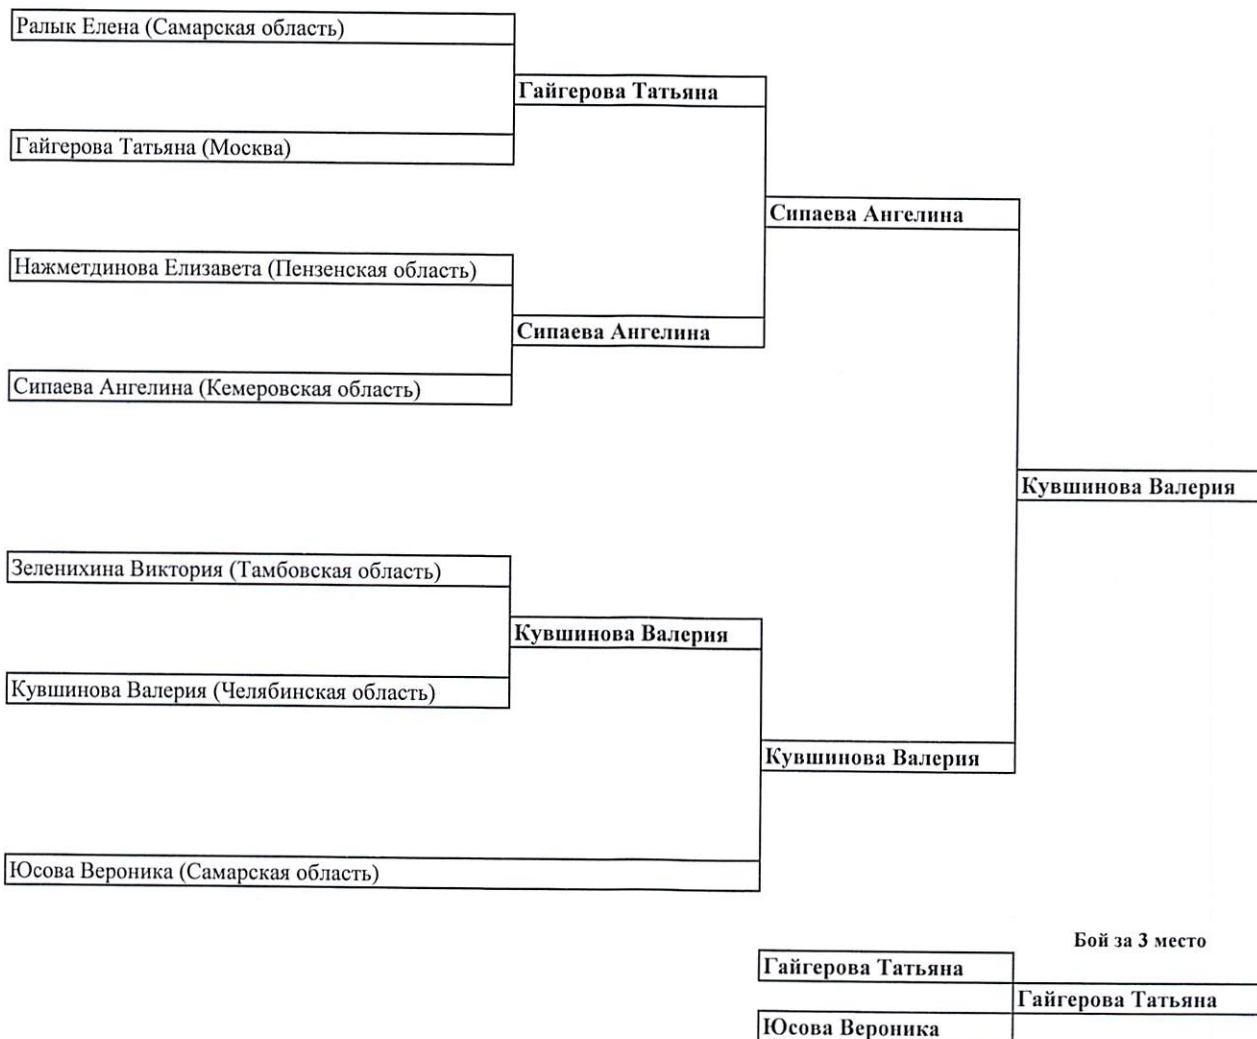 Ралык Елена (Самарская область)
Гайгерова Татьяна
Гайгерова Татьяна (Москва)
Сипаева Ангелина
Нажметдинова Елизавета (Пензенская область)
Сипаева Ангелина
Сипаева Ангелина (Кемеровская область)
Кувшинова Валерия
Зеленихина Виктория (Тамбовская область)
Кувшинова Валерия
Кувшинова Валерия (Челябинская область)
Кувшинова Валерия
Юсова Вероника (Самарская область)
Бой за 3 место
Гайгерова Татьяна
Гайгерова Татьяна
Юсова Вероника